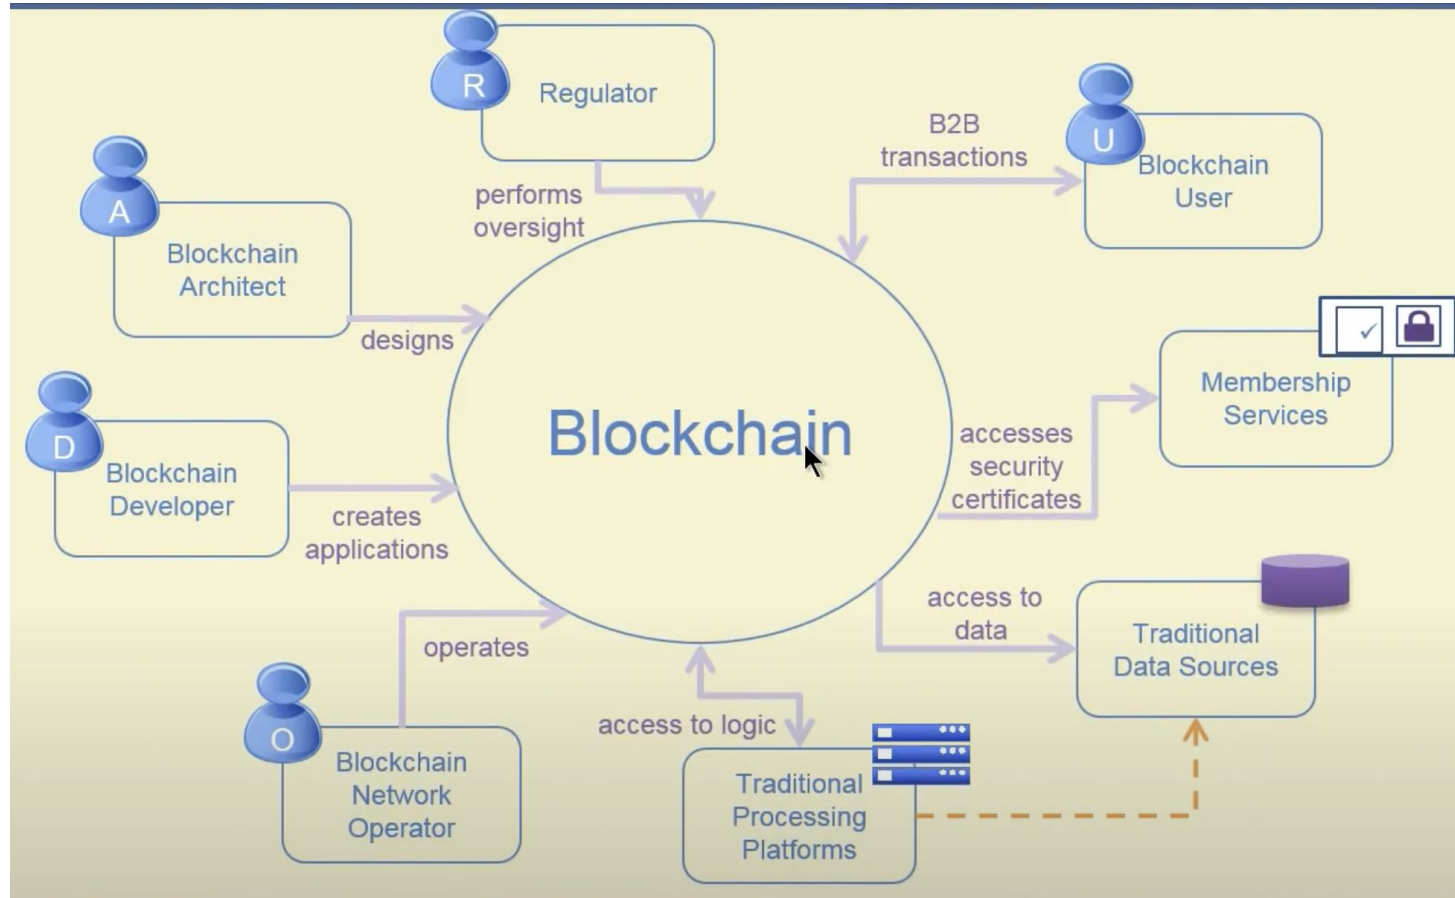 R
Regulator
B2B
transactions
U
Blockchain
User
performs
oversight
A
Blockchain
Architect
designs
Membership
Services
D
Blockchain
Developer
Blockchain
accesses
security
certificates
creates
applications
access to
data
Traditional
Data Sources
operates
O
Blockchain
Network
Operator
access to logic
Traditional
Processing
Platforms